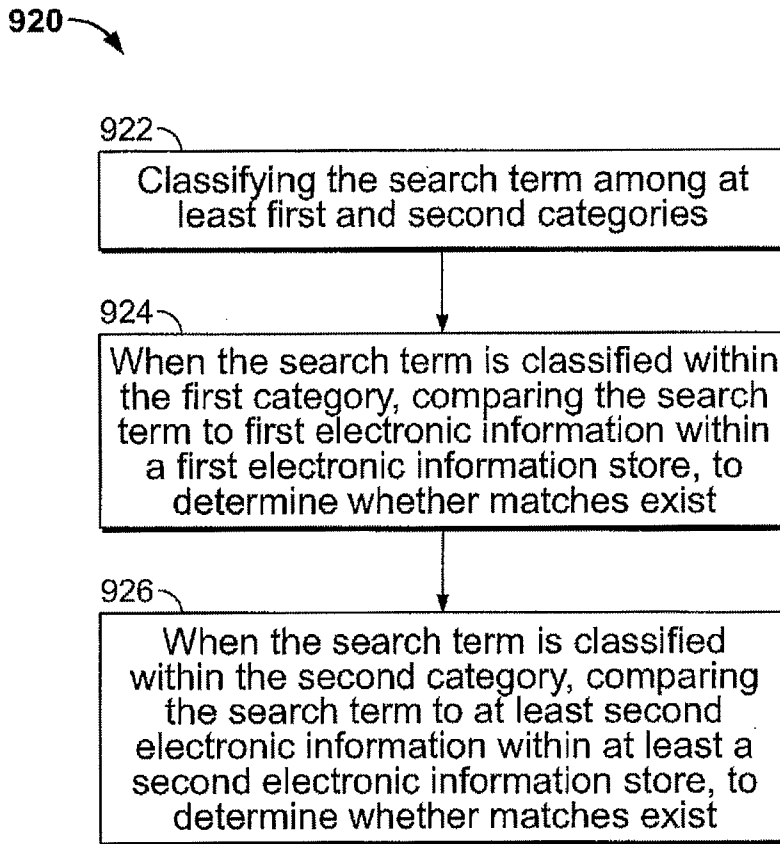 920
922
Classifying the search term among at
least first and second categories
924
When the search term is classified within
the first category, comparing the search
term to first electronic information within
a first electronic information store, to
determine whether matches exist
926
When the search term is classified
within the second category, comparing
the search term to at least second
electronic information within at least a
second electronic information store, to
determine whether matches exist